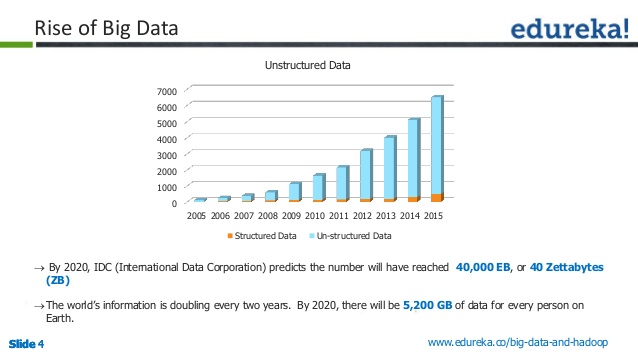 Rise of Big Data
edureka!
Unstructured Data
7000
6000
5000
4000
3000
2000
1000
0
2005 2006 2007 2008 2009 2010 2011 2012 2013 2014 2015
Structured Data Un-structured Data
→ By 2020, IDC (International Data Corporation) predicts the number will have reached 40,000 EB, or 40 Zettabytes
(ZB)
→The world's information is doubling every two years. By 2020, there will be 5,200 GB of data for every person on
Earth.
Slide 4
www.edureka.co/big-data-and-hadoop